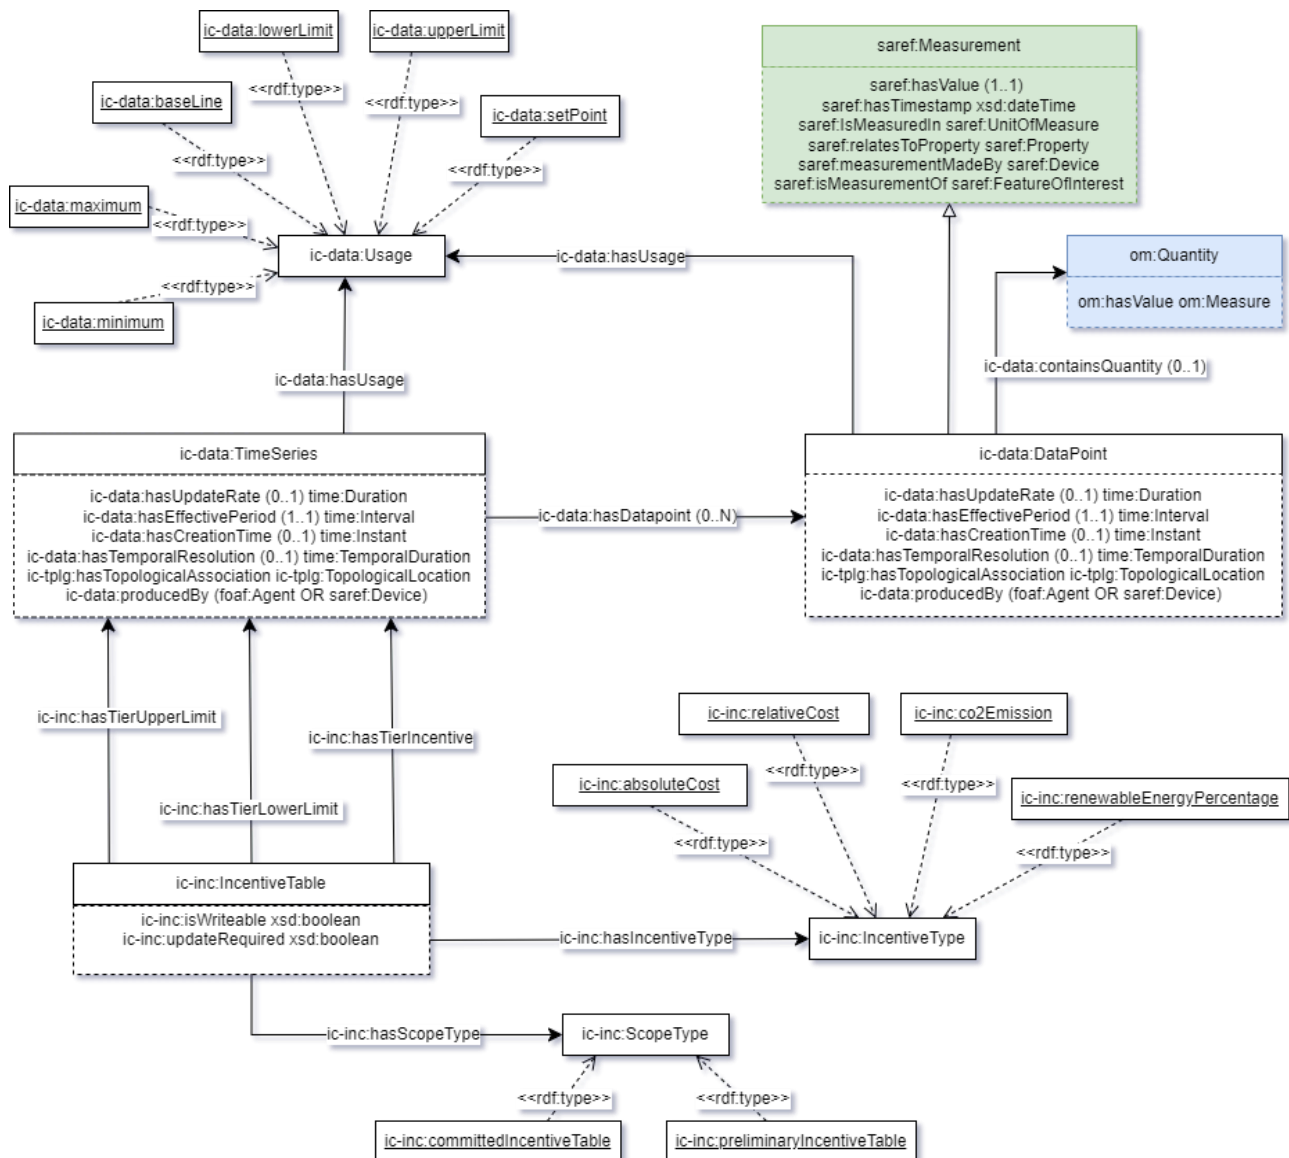 ic-data:lowerLimit
ic-data:upperLimit
saref:Measurement
saref:hasValue (1..1)
saref:hasTimestamp xsd:dateTime
saref:IsMeasuredIn saref:UnitOfMeasure
saref:relatesToProperty saref:Property
saref:measurementMadeBy saref:Device
saref:isMeasurementOf saref:FeatureOfInterest
ic-data:baseLine
<<rdf:type>>
<<rdf:type>>
ic-data:setPoint
<<rdf:type>>
<<rdf:type>>
ic-data:maximum
<<rdf:type>>
ic-data:Usage
ic-data:hasUsage
om:Quantity
om:hasValue om:Measure
<<rdf:type>>
ic-data:minimum
ic-data:hasUsage
ic-data:containsQuantity (0..1)
ic-data:TimeSeries
ic-data:hasUpdateRate (0..1) time:Duration
ic-data:hasEffectivePeriod (1..1) time:Interval
ic-data:hasCreationTime (0..1) time:Instant
ic-data:hasTemporalResolution (0..1) time:TemporalDuration
ic-tplg:hasTopologicalAssociation ic-tplg:TopologicalLocation
ic-data:producedBy (foaf:Agent OR saref:Device)
ic-data:hasDatapoint (0..N)
ic-data:DataPoint
ic-data:hasUpdateRate (0..1) time:Duration
ic-data:hasEffectivePeriod (1..1) time:Interval
ic-data:hasCreationTime (0..1) time:Instant
ic-data:hasTemporalResolution (0..1) time:TemporalDuration
ic-tplg:hasTopologicalAssociation ic-tplg:TopologicalLocation
ic-data:producedBy (foaf:Agent OR saref:Device)
ic-inc:hasTierUpperLimit
ic-inc:hasTierIncentive
ic-inc:hasTierLowerLimit
ic-inc:relativeCost
ic-inc:co2Emission
ic-inc:absoluteCost
<<rdf:type>>
<<rdf:type>>
ic-inc:renewableEnergyPercentage
<<rdf:type>>
<<rdf:type>>
ic-inc:IncentiveTable
ic-inc:isWriteable xsd:boolean
ic-inc:updateRequired xsd:boolean
ic-inc:hasIncentiveType
ic-inc:IncentiveType
ic-inc:hasScopeType
ic-inc:ScopeType
<<rdf:type>>
<<rdf:type>>
ic-inc:committedIncentiveTable
ic-inc:preliminaryIncentiveTable